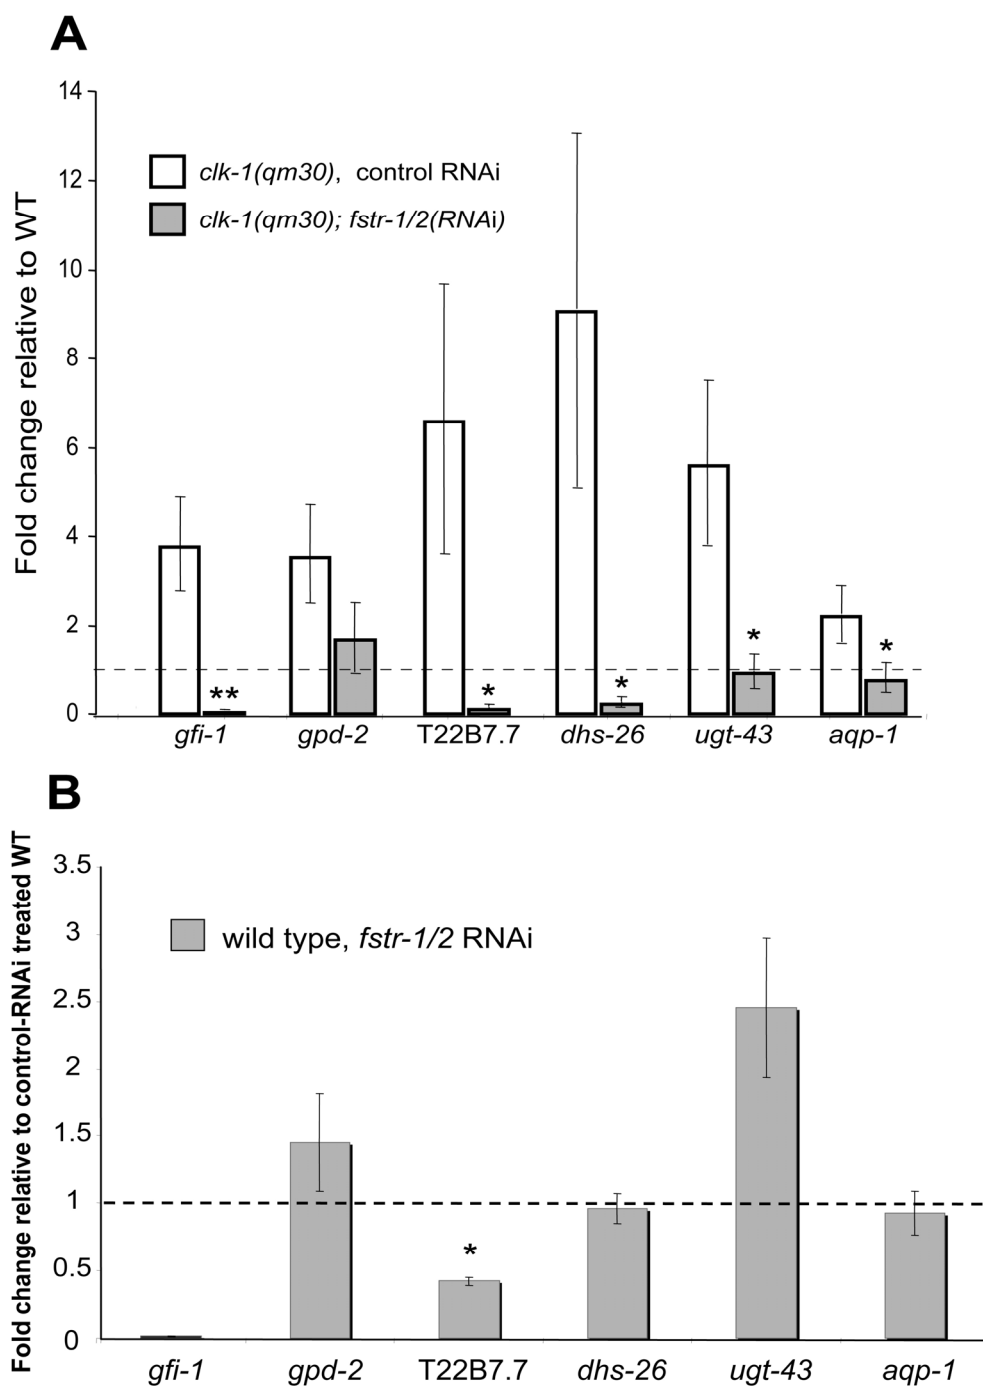 A
14
12
10
8
6
4
2
0
Fold change relative to WT
clk-1(qm30), control RNAi
clk-1(qm30); fstr-1/2(RNAi)
** * * * *
gfi-1 gpd-2 T22B7.7 dhs-26 ugt-43 aqp-1
B
3.5
3
2.5
2
1.5
1
0.5
0
Fold change relative to control-RNAi treated WT
wild type, fstr-1/2 RNAi
*
gfi-1 gpd-2 T22B7.7 dhs-26 ugt-43 aqp-1